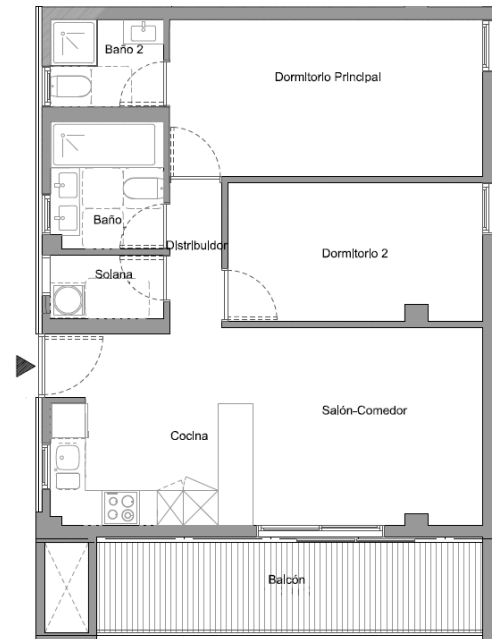 Baño 2
Dormitorio Principal
Baño
Distribuidor
Dormitorio 2
Solana
Salón-Comedor
Cocina
Balcón